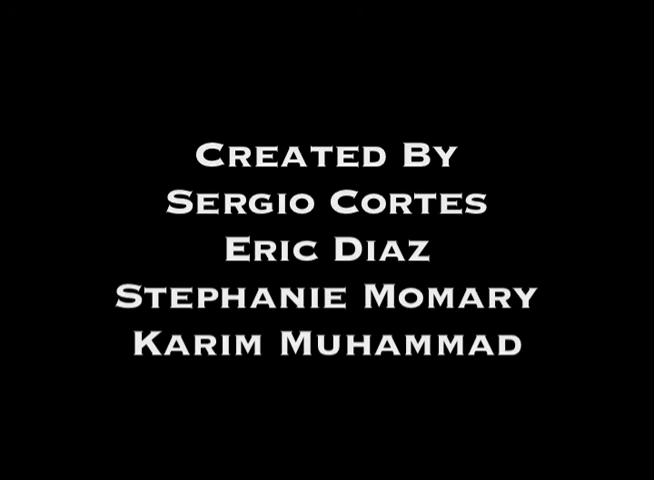 Created By
Sergio Cortes
Eric Diaz
Stephanie Momary
Karim Muhammad